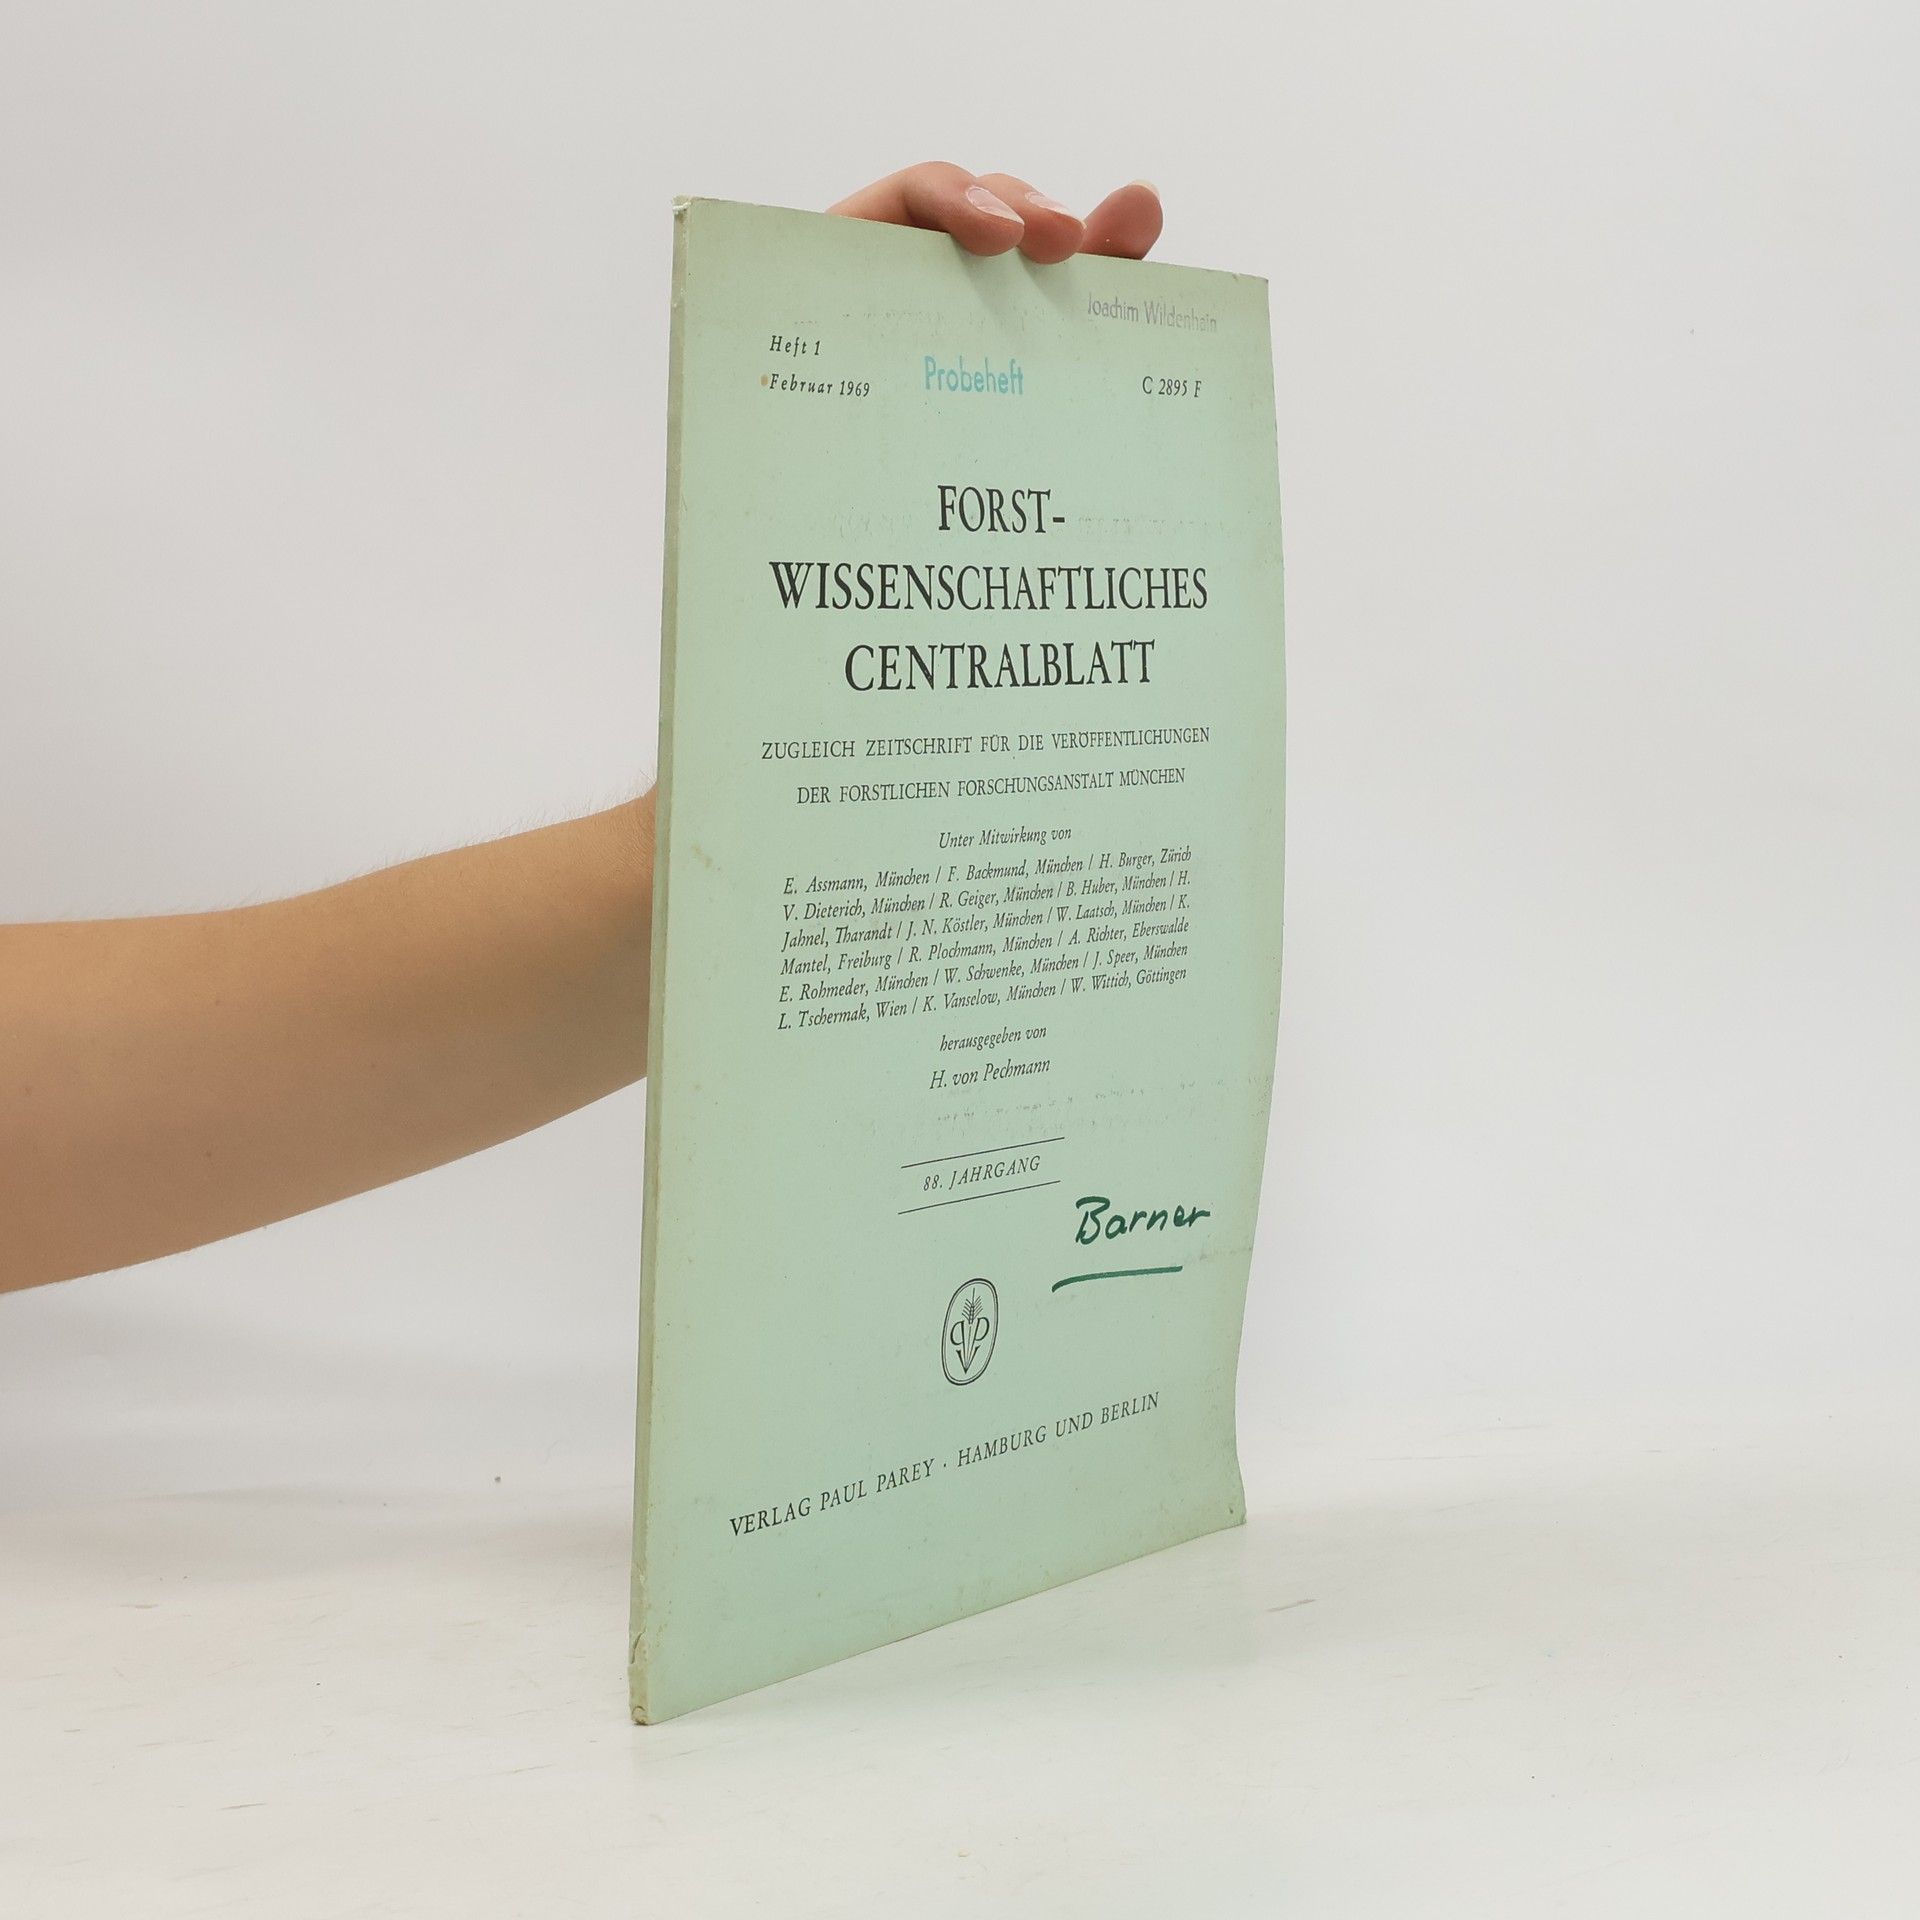 Joachim Wildenhain
Heft 1
Februar 1969
Probeheft
C 2895 F
FORST-
WISSENSCHAFTLICHES
CENTRALBLATT
ZUGLEICH ZEITSCHRIFT FÜR DIE VERÖFFENTLICHUNGEN
DER FORSTLICHEN FORSCHUNGSANSTALT MÜNCHEN
Unter Mitwirkung von
E. Assmann, München / F. Backmund, München / H. Burger, Zürich
V. Dieterich, München / R. Geiger, München / B. Huber, München / H.
Jahnel, Tharandt / J. N. Köstler, München / W. Laatsch, München / K.
Mantel, Freiburg / R. Plochmann, München / A. Richter, Eberswalde
E. Rohmeder, München / W. Schwenke, München / J. Speer, München
L. Tschermak, Wien / K. Vanselow, München / W. Wittich, Göttingen
herausgegeben von
H. von Pechmann
88. JAHRGANG
Barner
VERLAG PAUL PAREY · HAMBURG UND BERLIN